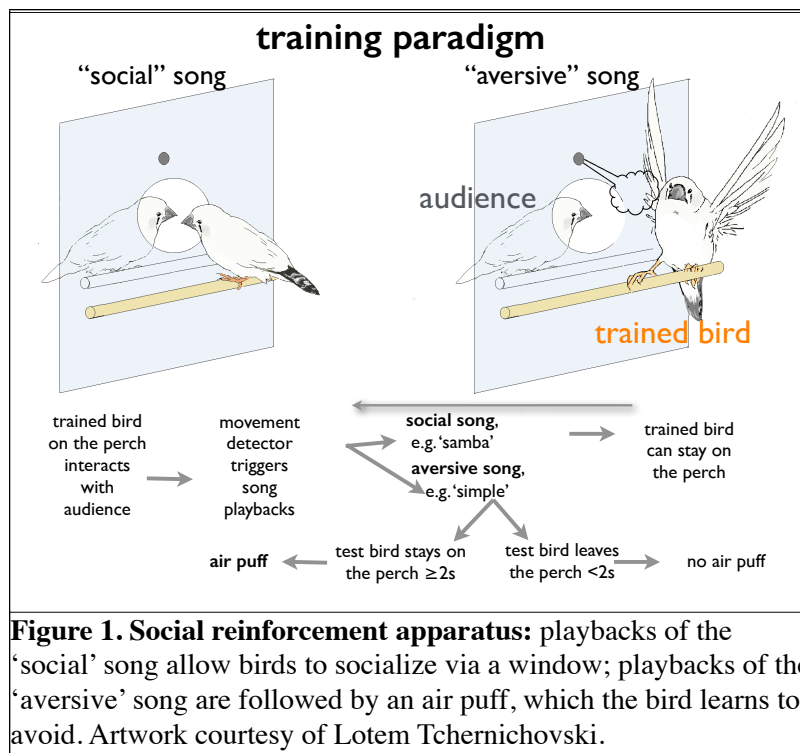 training paradigm
“social” song
“aversive” song
audience
trained bird
trained bird
on the perch
interacts
with
audience
movement
detector
triggers
song
playbacks
social song,
e.g. ‘samba’
aversive song,
e.g. ‘simple’
trained bird
can stay on
the perch
air puff
test bird stays on
the perch ≥2s
test bird leaves
the perch <2s
no air puff
Figure 1. Social reinforcement apparatus: playbacks of the
‘social’ song allow birds to socialize via a window; playbacks of the
‘aversive’ song are followed by an air puff, which the bird learns to
avoid. Artwork courtesy of Lotem Tchernichovski.